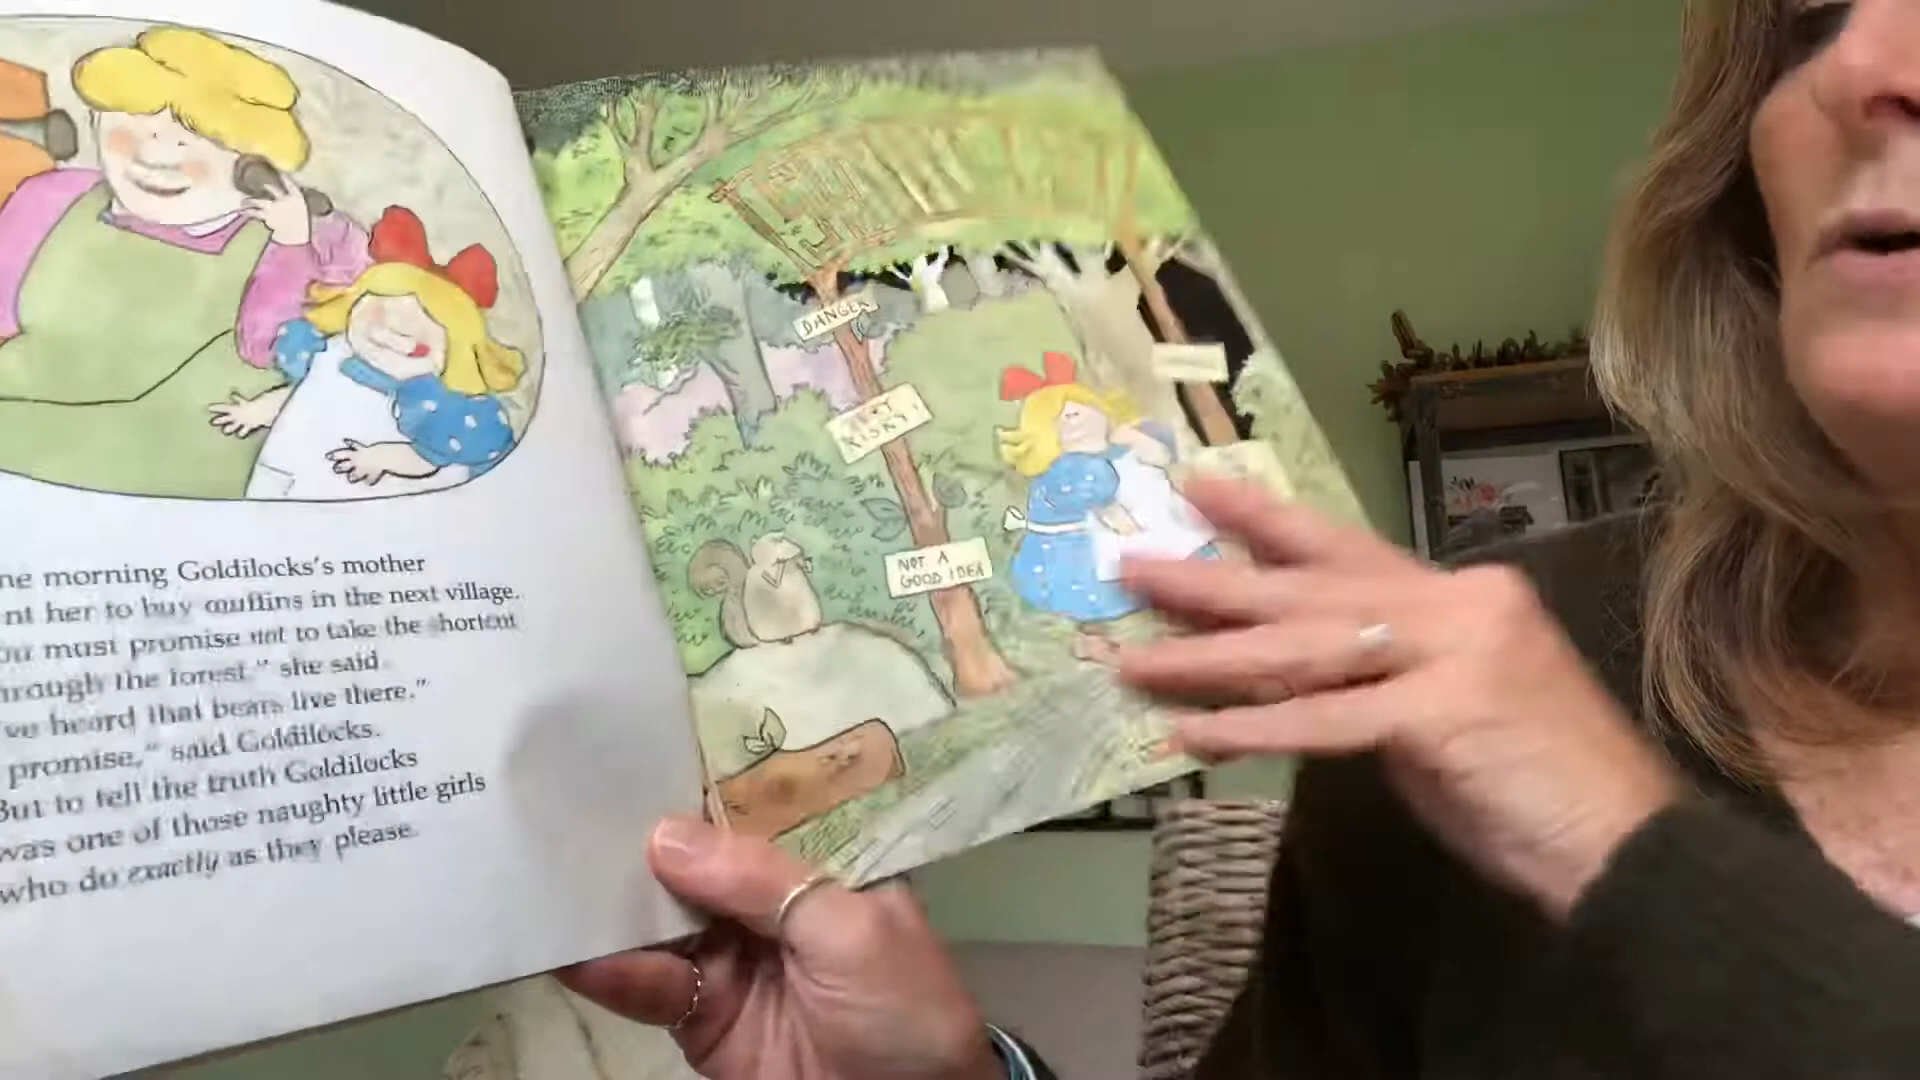 ne morning Goldilocks's mother
nt her to buy muffins in the next village.
ou must promise not to take the shortcut
hrough the forest," she said.
've heard that bears live there."
promise," said Goldilocks.
But to tell the truth Goldilocks
was one of those naughty little girls
who do exactly as they please.
DANGER
RISKY!
NOT A
GOOD IDEA